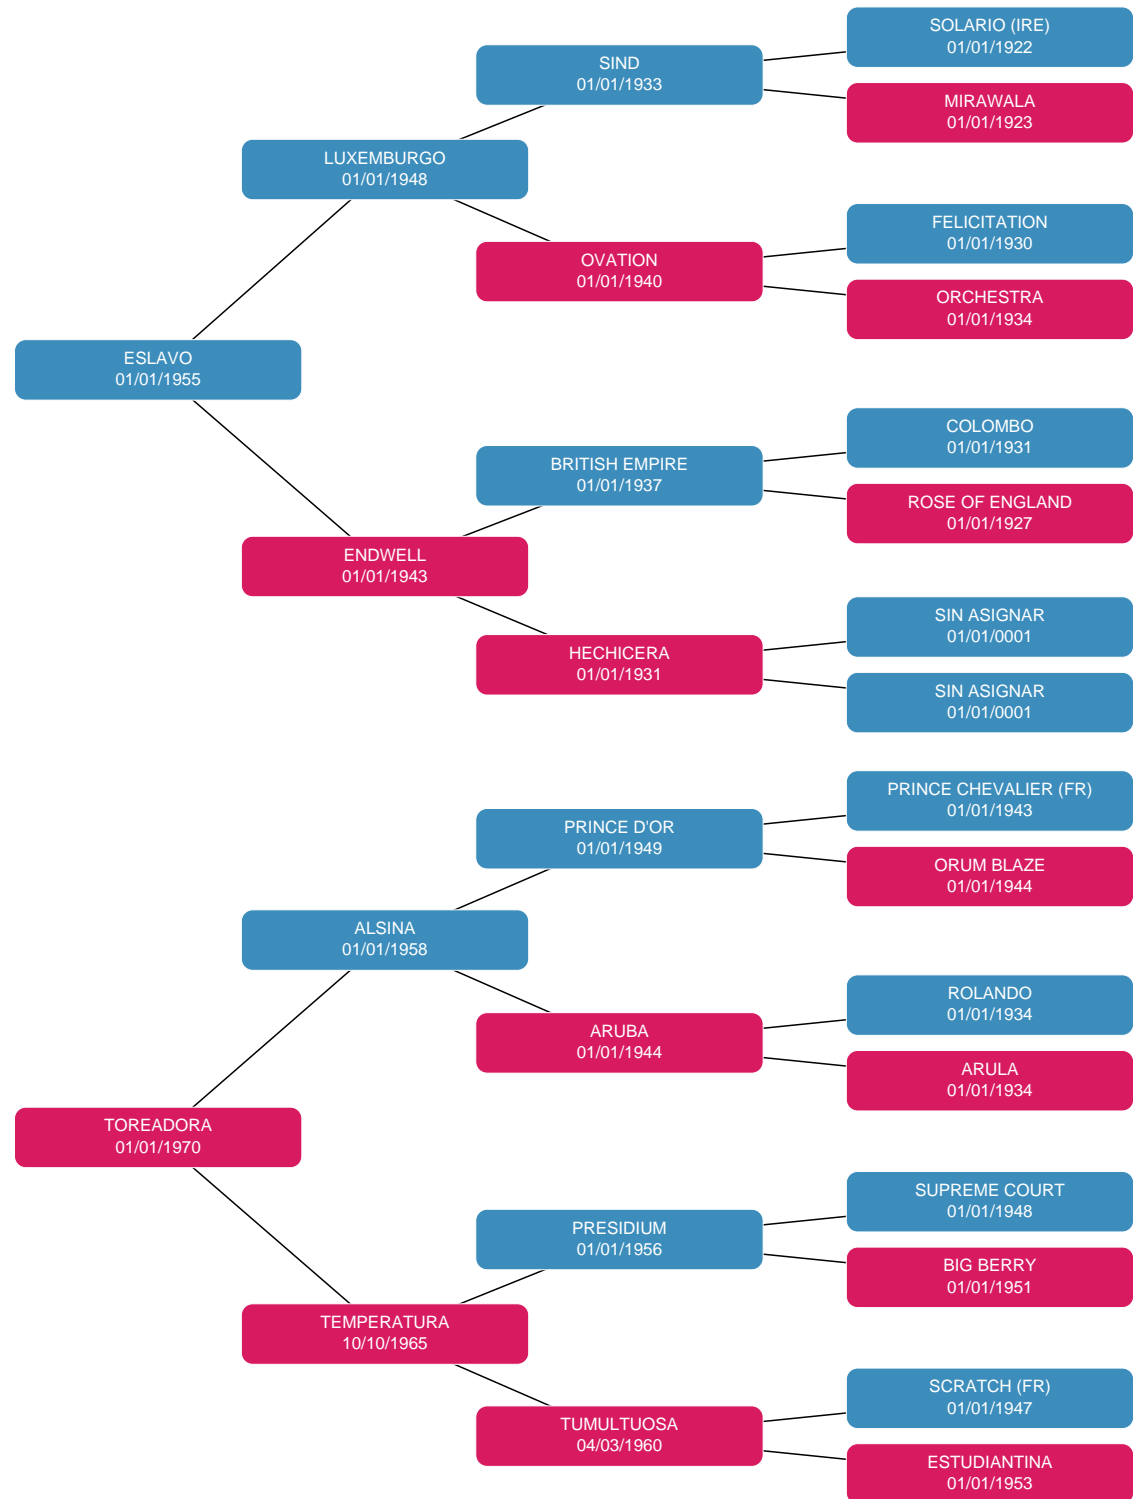 SOLARIO (IRE)
01/01/1922
SIND
01/01/1933
MIRAWALA
01/01/1923
LUXEMBURGO
01/01/1948
FELICITATION
01/01/1930
OVATION
01/01/1940
ORCHESTRA
01/01/1934
ESLAVO
01/01/1955
COLOMBO
01/01/1931
BRITISH EMPIRE
01/01/1937
ROSE OF ENGLAND
01/01/1927
ENDWELL
01/01/1943
SIN ASIGNAR
01/01/0001
HECHICERA
01/01/1931
SIN ASIGNAR
01/01/0001
PRINCE CHEVALIER (FR)
01/01/1943
PRINCE D'OR
01/01/1949
ORUM BLAZE
01/01/1944
ALSINA
01/01/1958
ROLANDO
01/01/1934
ARUBA
01/01/1944
ARULA
01/01/1934
TOREADORA
01/01/1970
SUPREME COURT
01/01/1948
PRESIDIUM
01/01/1956
BIG BERRY
01/01/1951
TEMPERATURA
10/10/1965
SCRATCH (FR)
01/01/1947
TUMULTUOSA
04/03/1960
ESTUDIANTINA
01/01/1953